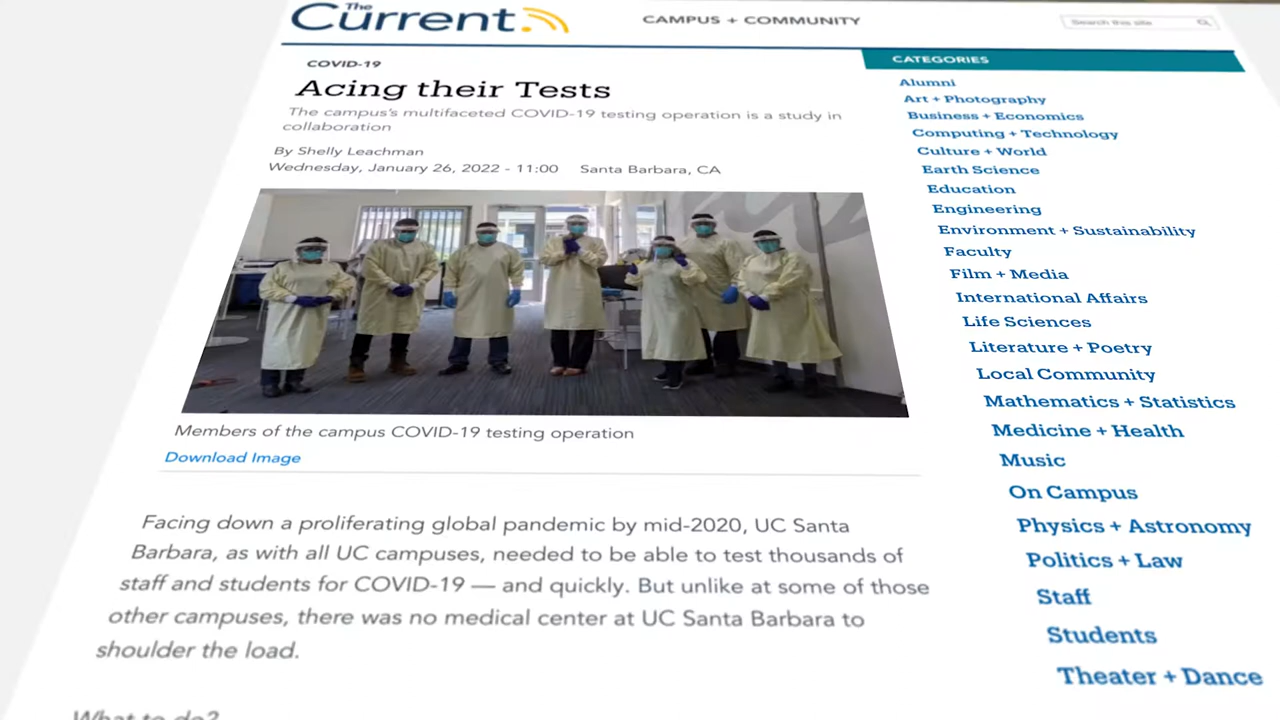 The Current
CAMPUS + COMMUNITY
Search this site
COVID-19
Acing their Tests
The campus's multifaceted COVID-19 testing operation is a study in
collaboration
By Shelly Leachman
Wednesday, January 26, 2022 - 11:00 Santa Barbara, CA
Members of the campus COVID-19 testing operation
Download Image
Facing down a proliferating global pandemic by mid-2020, UC Santa
Barbara, as with all UC campuses, needed to be able to test thousands of
staff and students for COVID-19 — and quickly. But unlike at some of those
other campuses, there was no medical center at UC Santa Barbara to
shoulder the load.
What to do?
CATEGORIES
Alumni
Art + Photography
Business + Economics
Computing + Technology
Culture + World
Earth Science
Education
Engineering
Environment + Sustainability
Faculty
Film + Media
International Affairs
Life Sciences
Literature + Poetry
Local Community
Mathematics + Statistics
Medicine + Health
Music
On Campus
Physics + Astronomy
Politics + Law
Staff
Students
Theater + Dance